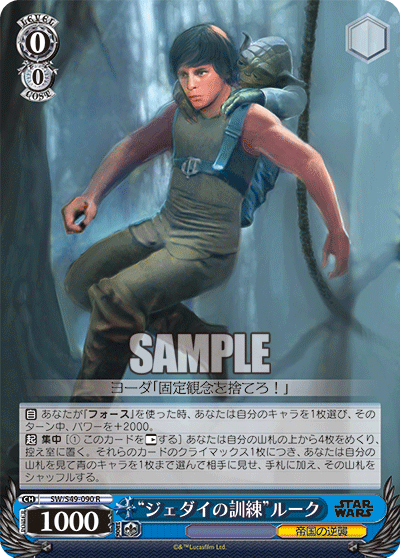 LEVEL
0
0
COST
SAMPLE
ヨーダ「固定観念を捨てろ！」
自 あなたが「フォース」を使った時、あなたは自分のキャラを1枚選び、そ
のターン中、パワーを+2000。
起 集中 ［① このカードを する］ あなたは自分の山札の上から4枚をめくり、
控え室に置く。それらのカードのクライマックス1枚につき、あなたは自分の
山札を見て青のキャラを1枚まで選んで相手に見せ、手札に加え、その山札を
シャッフルする。
SW/S49-090 R
POWER
1000
“ジェダイの訓練”ルーク
STAR WARS
帝国の逆襲
©&™Lucasfilm Ltd.